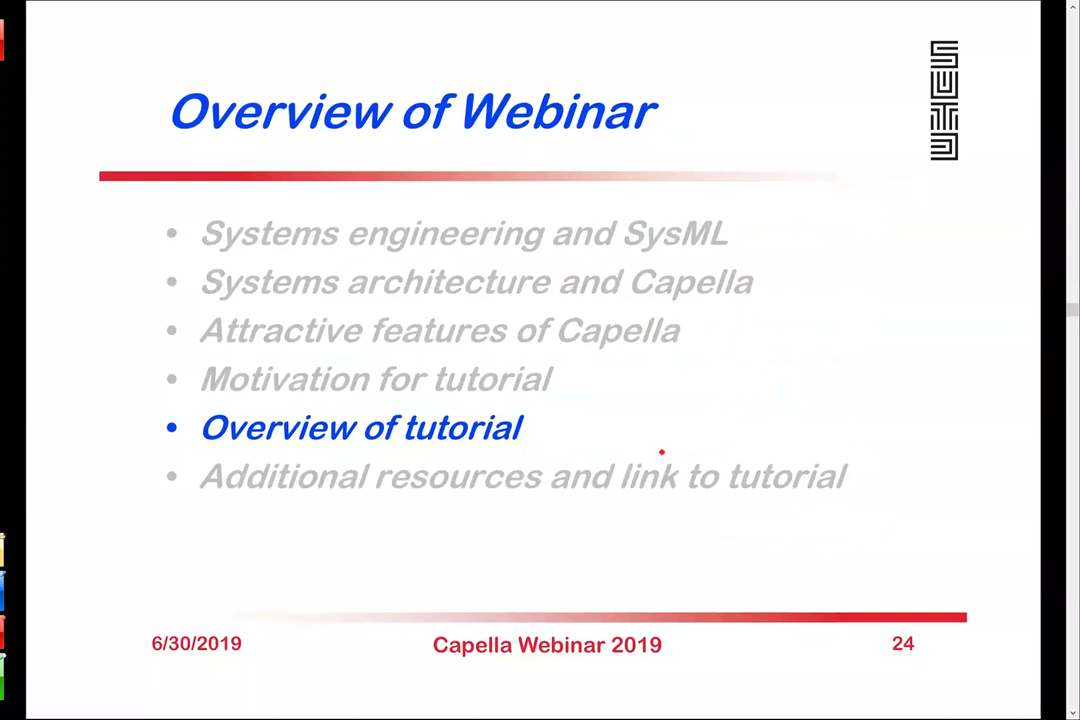 Overview of Webinar
• Systems engineering and SysML
• Systems architecture and Capella
• Attractive features of Capella
• Motivation for tutorial
• Overview of tutorial
• Additional resources and link to tutorial
6/30/2019 Capella Webinar 2019 24